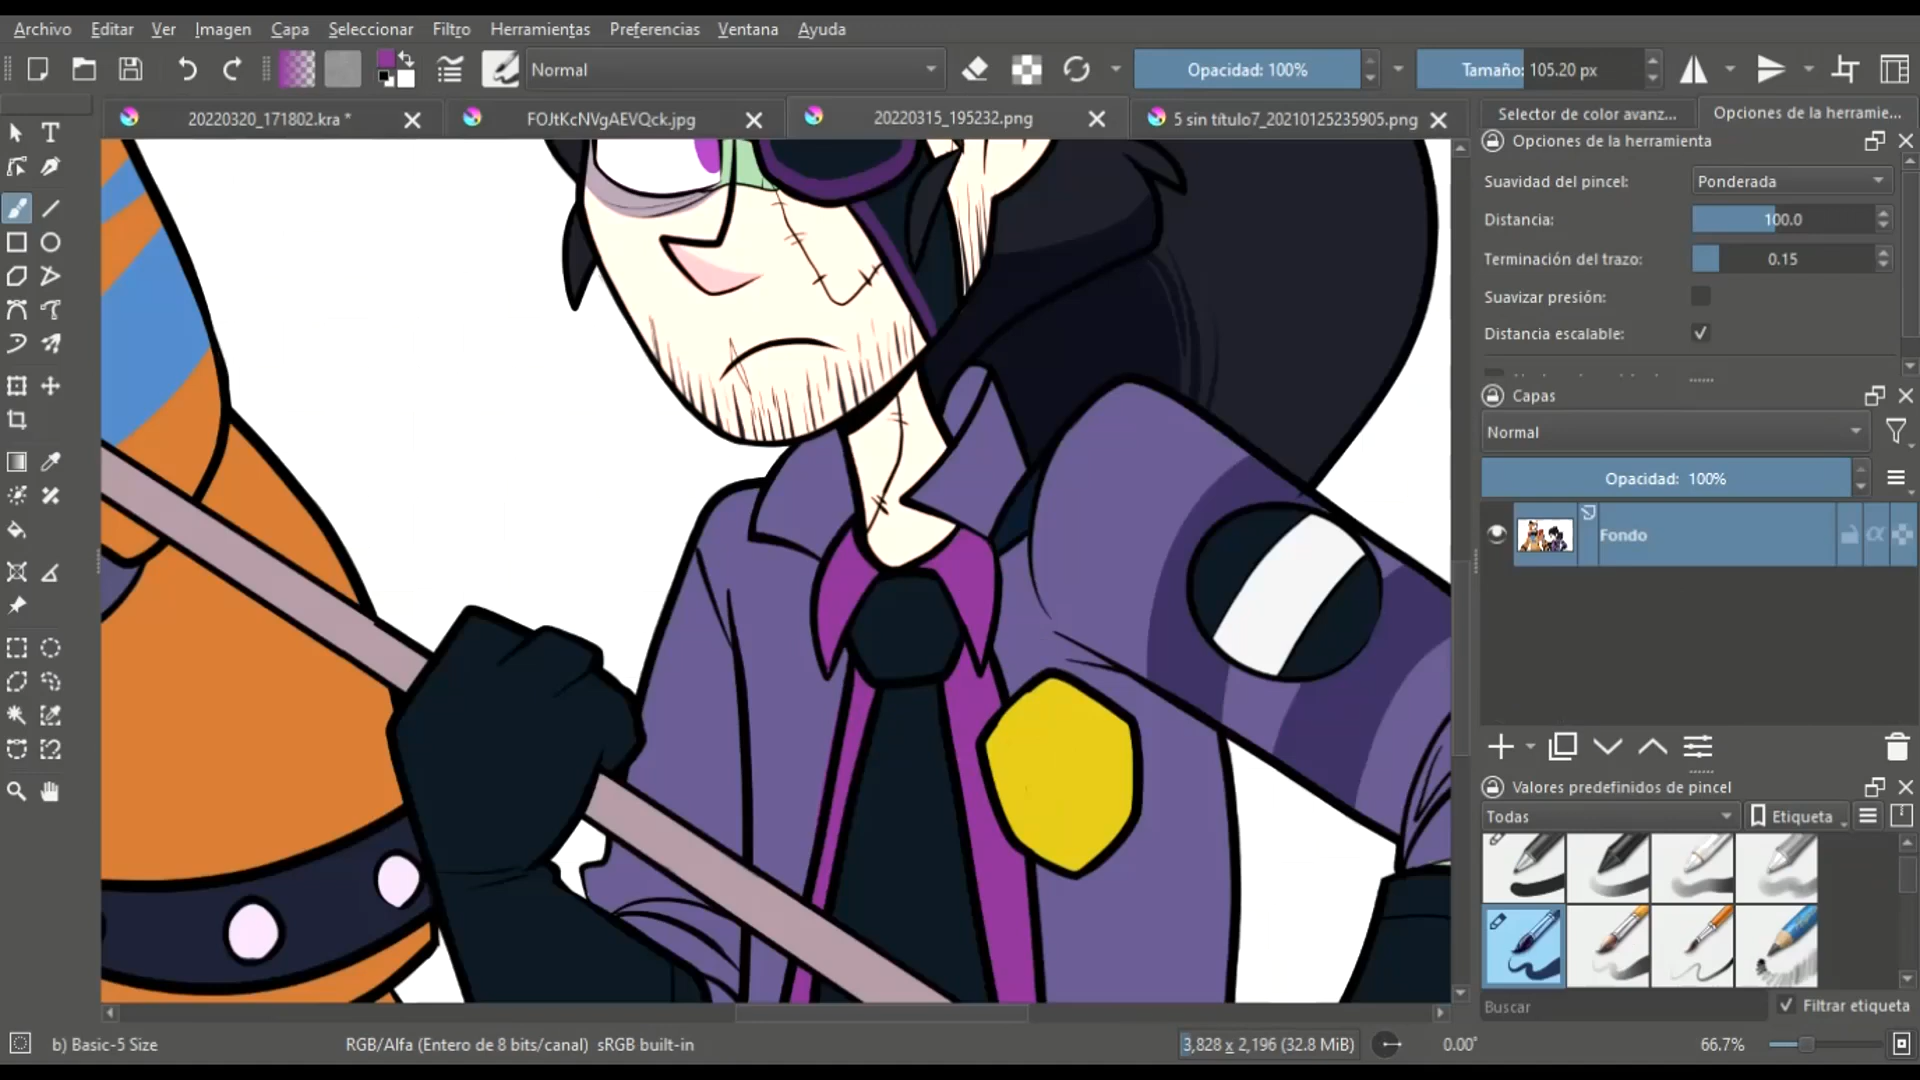 Archivo Editar Ver Imagen Capa Seleccionar Filtro Herramientas Preferencias Ventana Ayuda
Normal Opacidad: 100% Tamaño: 105.20 px
20220320_171802.kra * FOJtKcNVgAEVQck.jpg 20220315_195232.png 5 sin título7_20210125235905.png
Selector de color avanz... Opciones de la herramie...
Opciones de la herramienta
Suavidad del pincel: Ponderada
Distancia: 100.0
Terminación del trazo: 0.15
Suavizar presión:
Distancia escalable:
Capas
Normal
Opacidad: 100%
Fondo
Valores predefinidos de pincel
Todas Etiqueta
Buscar Filtrar etiqueta
b) Basic-5 Size RGB/Alfa (Entero de 8 bits/canal) sRGB built-in 3,828 x 2,196 (32.8 MiB) 0.00° 66.7%